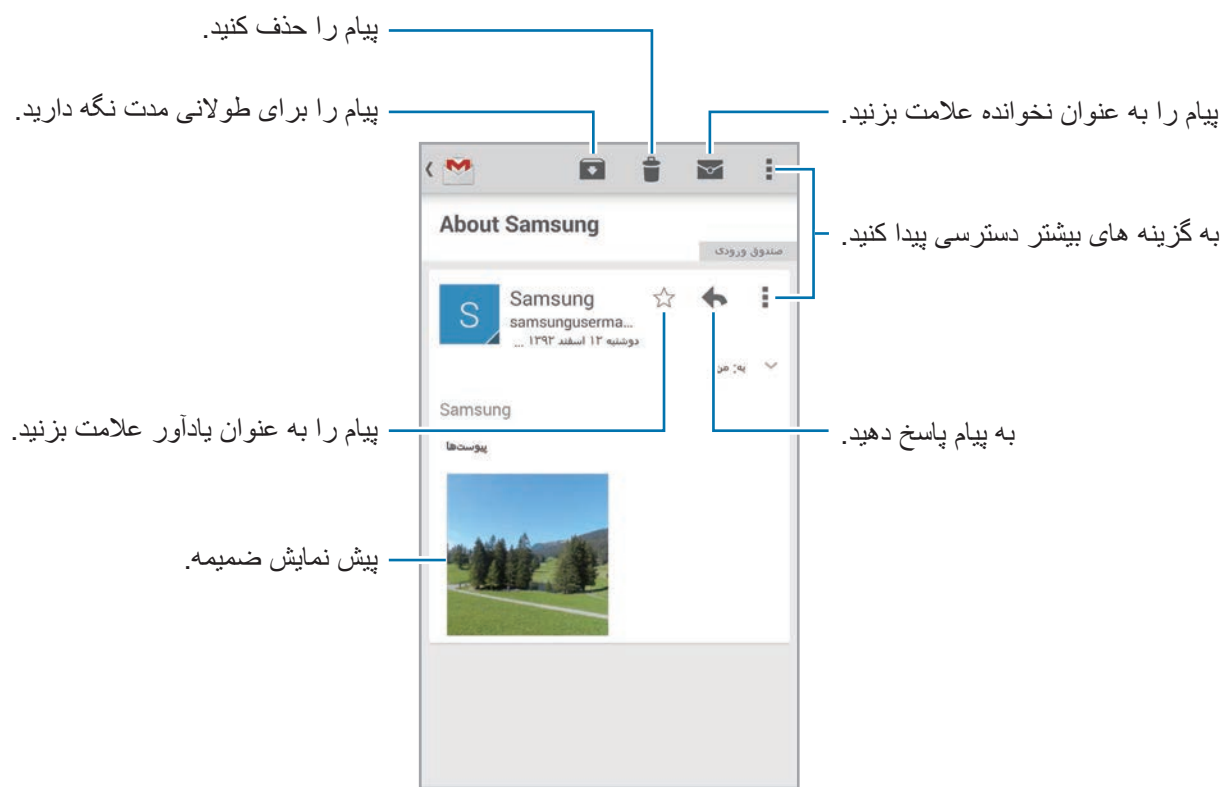 پیام را حذف کنید.
پیام را برای طولانی مدت نگه دارید.
پیام را به عنوان نخوانده علامت بزنید.
به گزینه های بیشتر دسترسی پیدا کنید.
About Samsung
صندوق ورودی
S
Samsung
samsunguserma...
دوشنبه ۱۲ اسفند ۱۳۹۲ ...
به: من
Samsung
پیام را به عنوان یادآور علامت بزنید.
به پیام پاسخ دهید.
پیوست‌ها
پیش نمایش ضمیمه.